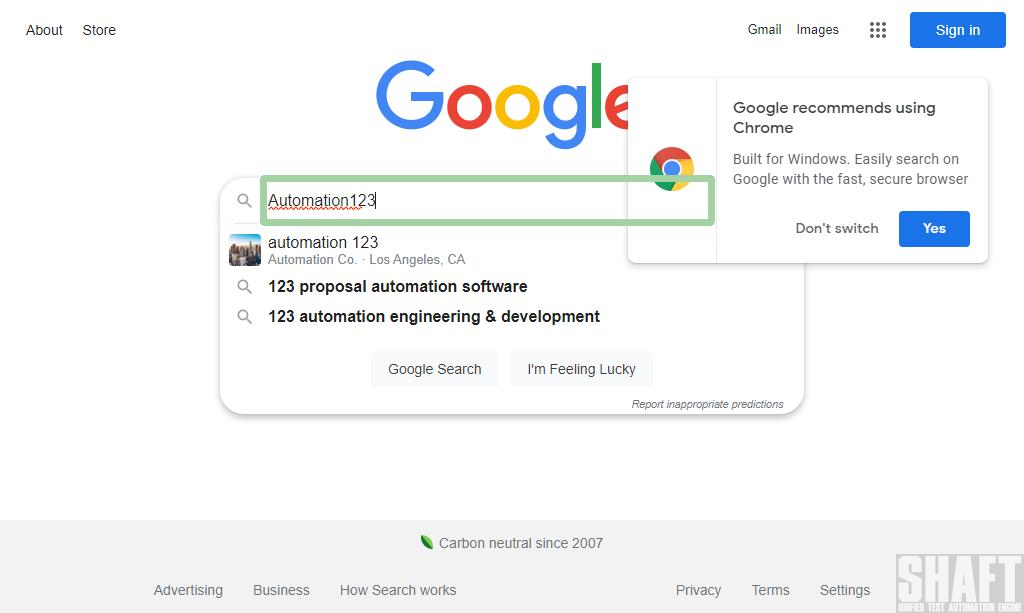 About Store
Gmail Images
Sign in
Google
Google recommends using
Chrome
Built for Windows. Easily search on
Google with the fast, secure browser
Don't switch Yes
Automation123
automation 123
Automation Co. · Los Angeles, CA
123 proposal automation software
123 automation engineering & development
Google Search I'm Feeling Lucky
Report inappropriate predictions
Carbon neutral since 2007
Advertising Business How Search works
Privacy Terms Settings
SHAFT
UNIFIED TEST AUTOMATION ENGINE